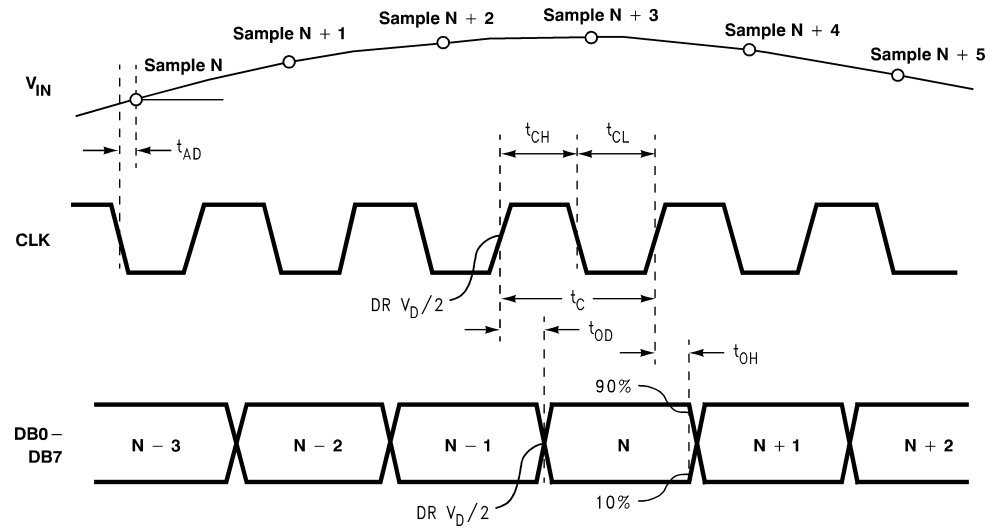 Sample N
Sample N + 1
Sample N + 2
Sample N + 3
Sample N + 4
Sample N + 5
VIN
tAD
tCH
tCL
CLK
DR VD/2
tC
tOD
tOH
90%
DB0–
DB7
N – 3
N – 2
N – 1
N
N + 1
N + 2
DR VD/2
10%